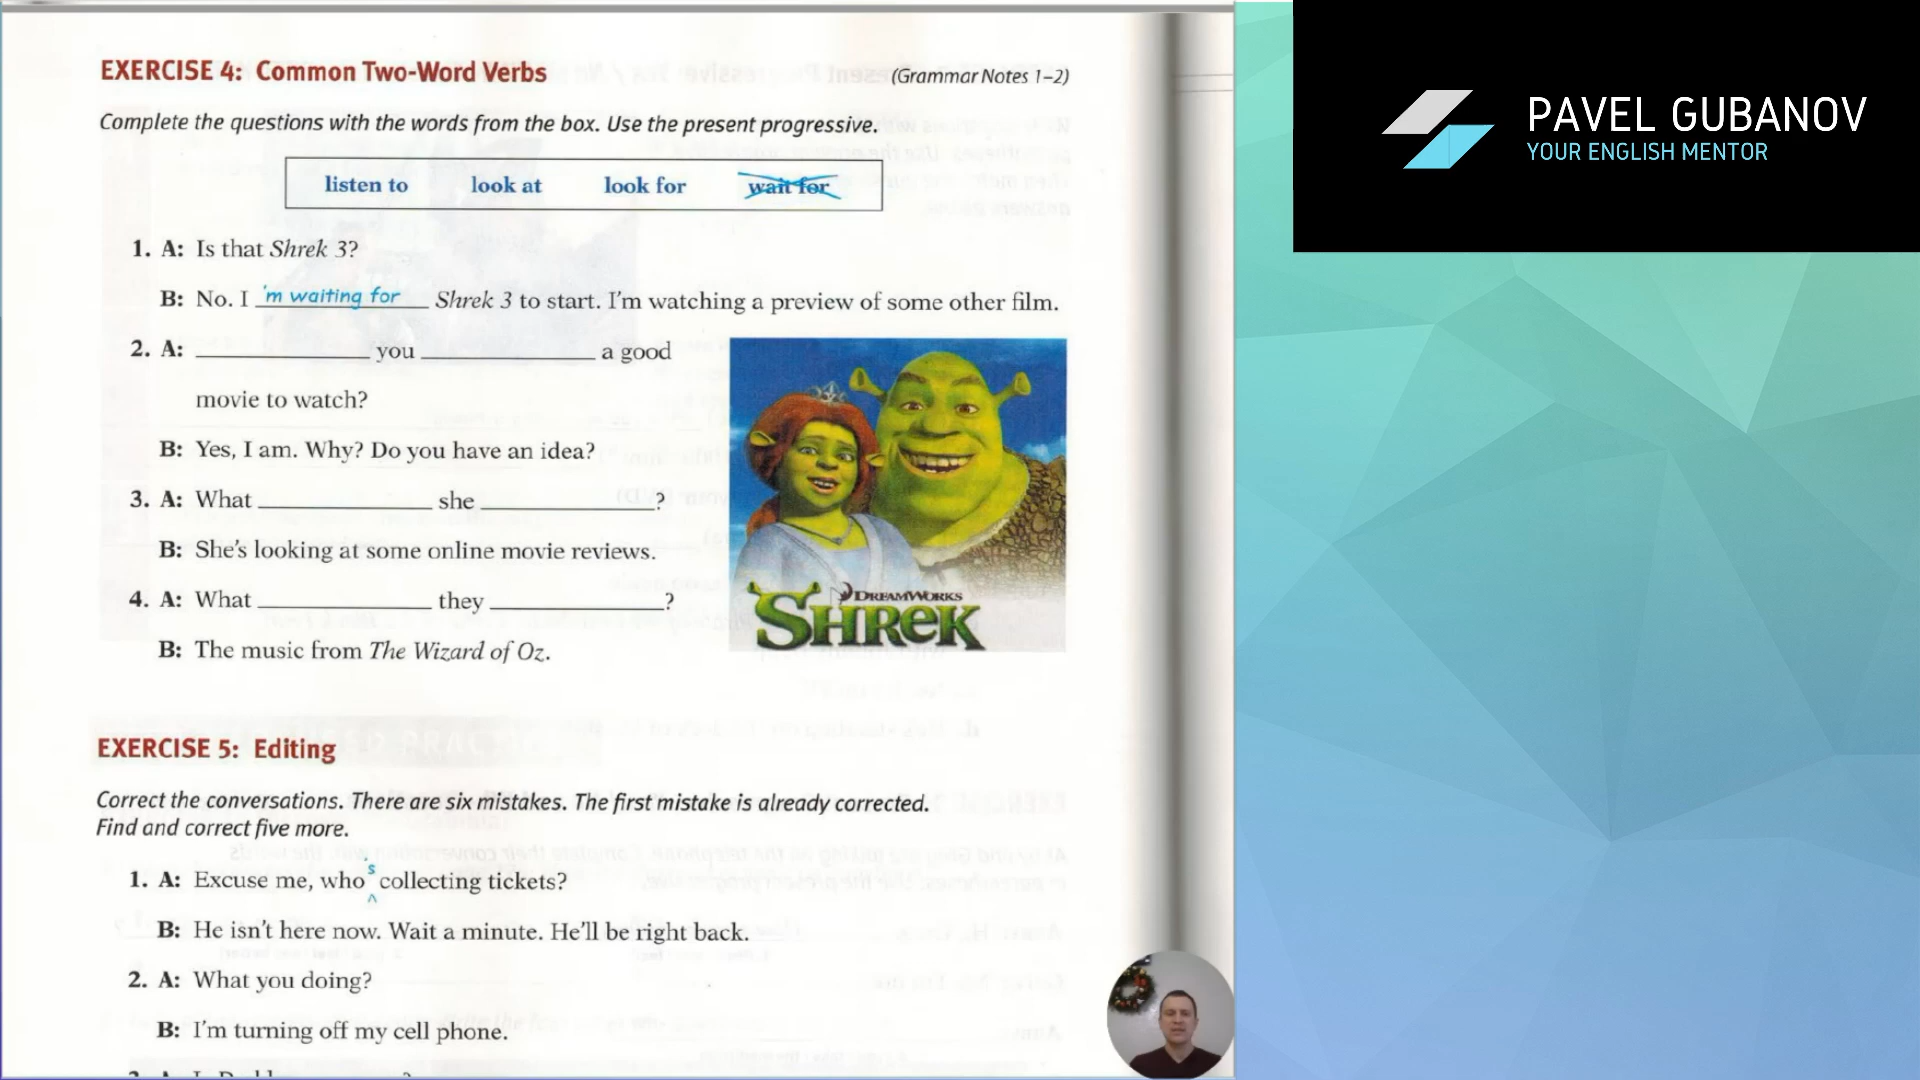 EXERCISE 4: Common Two-Word Verbs (Grammar Notes 1–2)
Complete the questions with the words from the box. Use the present progressive.
listen to look at look for wait for
1. A: Is that Shrek 3?
B: No. I 'm waiting for Shrek 3 to start. I'm watching a preview of some other film.
2. A: ____ you ____ a good
movie to watch?
B: Yes, I am. Why? Do you have an idea?
3. A: What ____ she ____?
B: She's looking at some online movie reviews.
4. A: What ____ they ____?
B: The music from The Wizard of Oz.
DREAMWORKS
SHREK
EXERCISE 5: Editing
Correct the conversations. There are six mistakes. The first mistake is already corrected.
Find and correct five more.
1. A: Excuse me, who's collecting tickets?
B: He isn't here now. Wait a minute. He'll be right back.
2. A: What you doing?
B: I'm turning off my cell phone.
PAVEL GUBANOV
YOUR ENGLISH MENTOR